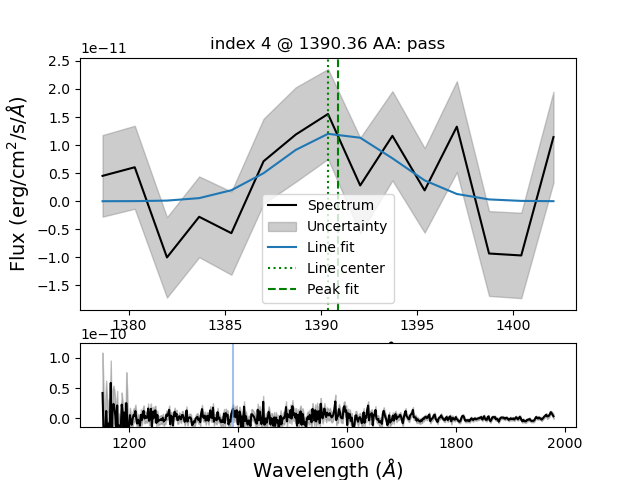 index 4 @ 1390.36 AA: pass
1e−11
2.5
2.0
1.5
1.0
0.5
0.0
−0.5
−1.0
−1.5
Flux (erg/cm²/s/Å)
Spectrum
Uncertainty
Line fit
Line center
Peak fit
1380 1385 1390 1395 1400
1e−10
1.0
0.5
0.0
1200 1400 1600 1800 2000
Wavelength (Å)